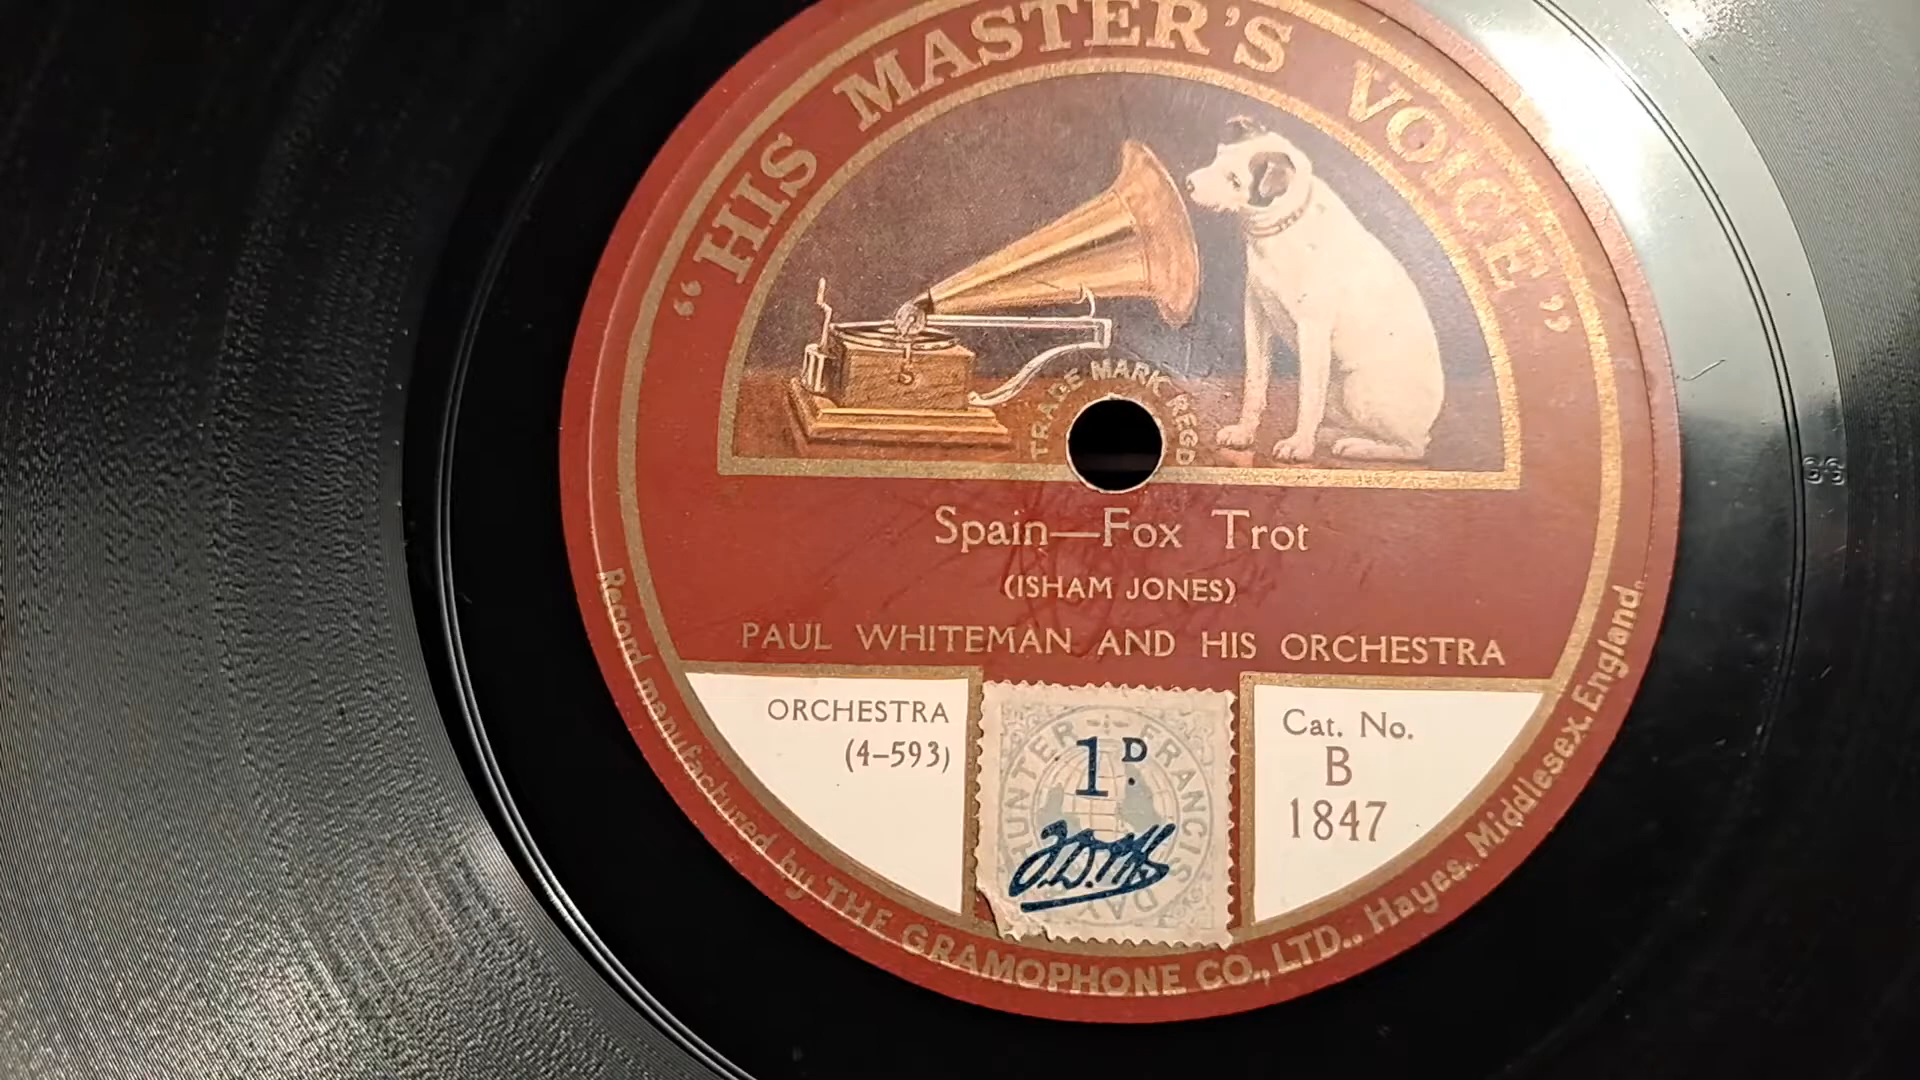 “HIS MASTER'S VOICE”
TRADE MARK REGD
Spain—Fox Trot
(ISHAM JONES)
PAUL WHITEMAN AND HIS ORCHESTRA
ORCHESTRA
(4-593)
HUNTER FRANCIS DAY
1D.
Cat. No.
B
1847
Record manufactured by THE GRAMOPHONE CO., LTD., Hayes, Middlesex, England.